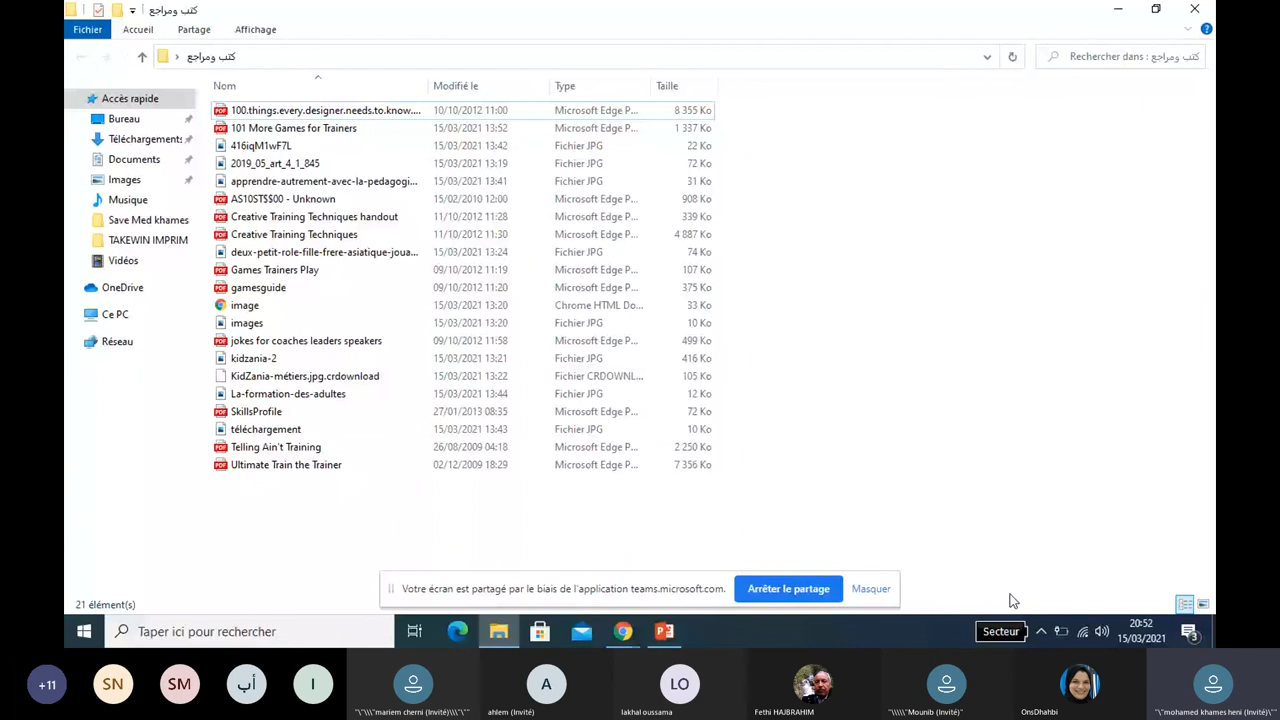 كتب ومراجع
Fichier Accueil Partage Affichage
كتب ومراجع
Rechercher dans : كتب ومراجع
Nom Modifié le Type Taille
Accès rapide
Bureau
Téléchargements
Documents
Images
Musique
Save Med khames
TAKEWIN IMPRIM
Vidéos
OneDrive
Ce PC
Réseau
100.things.every.designer.needs.to.know.... 10/10/2012 11:00 Microsoft Edge P... 8 355 Ko
101 More Games for Trainers 15/03/2021 13:52 Microsoft Edge P... 1 337 Ko
416iqM1wF7L 15/03/2021 13:42 Fichier JPG 22 Ko
2019_05_art_4_1_845 15/03/2021 13:19 Fichier JPG 72 Ko
apprendre-autrement-avec-la-pedagogi... 15/03/2021 13:41 Fichier JPG 31 Ko
AS10ST$$00 - Unknown 15/02/2010 12:00 Microsoft Edge P... 908 Ko
Creative Training Techniques handout 11/10/2012 11:28 Microsoft Edge P... 339 Ko
Creative Training Techniques 11/10/2012 11:30 Microsoft Edge P... 4 887 Ko
deux-petit-role-fille-frere-asiatique-joua... 15/03/2021 13:24 Fichier JPG 74 Ko
Games Trainers Play 09/10/2012 11:19 Microsoft Edge P... 107 Ko
gamesguide 09/10/2012 11:20 Microsoft Edge P... 375 Ko
image 15/03/2021 13:20 Chrome HTML Do... 33 Ko
images 15/03/2021 13:20 Fichier JPG 10 Ko
jokes for coaches leaders speakers 09/10/2012 11:58 Microsoft Edge P... 499 Ko
kidzania-2 15/03/2021 13:21 Fichier JPG 416 Ko
KidZania-métiers.jpg.crdownload 15/03/2021 13:22 Fichier CRDOWNL... 105 Ko
La-formation-des-adultes 15/03/2021 13:44 Fichier JPG 12 Ko
SkillsProfile 27/01/2013 08:35 Microsoft Edge P... 72 Ko
téléchargement 15/03/2021 13:43 Fichier JPG 10 Ko
Telling Ain't Training 26/08/2009 04:18 Microsoft Edge P... 2 250 Ko
Ultimate Train the Trainer 02/12/2009 18:29 Microsoft Edge P... 7 356 Ko
Votre écran est partagé par le biais de l'application teams.microsoft.com. Arrêter le partage Masquer
21 élément(s)
Taper ici pour rechercher
Secteur
20:52
15/03/2021
3
+11 SN SM أب I A LO
"\"\\\"mariem cherni (Invité)\\\"\" ahlem (Invité) lakhal oussama Fethi HAJBRAHIM "\\\\\"Mounib (Invité)" OnsDhahbi "\"mohamed khames heni (Invité)\"